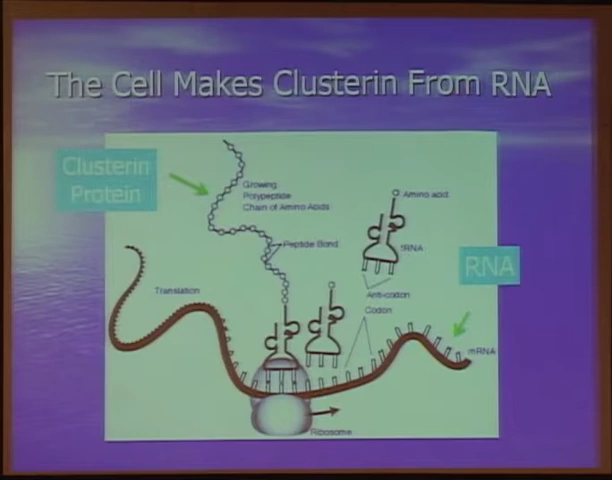 The Cell Makes Clusterin From RNA
Clusterin
Protein
Growing
Polypeptide
Chain of Amino Acids
Amino acid
Peptide Bond
tRNA
RNA
Translation
Anti-codon
Codon
mRNA
Ribosome